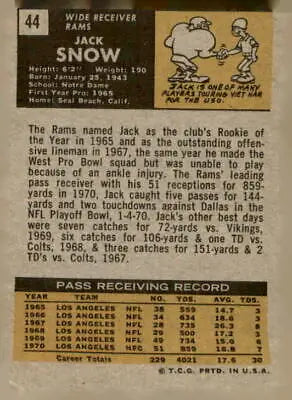 44
WIDE RECEIVER
RAMS
JACK
SNOW
Height: 6'2" Weight: 190
Born: January 25, 1943
School: Notre Dame
First Year Pro: 1965
Home: Seal Beach, Calif.
JACK IS ONE OF MANY
PLAYERS TOURING VIET NAM
FOR THE USO.
The Rams named Jack as the club's Rookie of
the Year in 1965 and as the outstanding offen-
sive lineman in 1967, the same year he made the
West Pro Bowl squad but was unable to play
because of an ankle injury. The Rams' leading
pass receiver with his 51 receptions for 859-
yards in 1970, Jack caught five passes for 144-
yards and two touchdowns against Dallas in the
NFL Playoff Bowl, 1-4-70. Jack's other best days
were seven catches for 72-yards vs. Vikings,
1969, six catches for 106-yards & one TD vs.
Colts, 1968, & three catches for 151-yards & 2
TD's vs. Colts, 1967.
PASS RECEIVING RECORD
YEAR TEAM LEA. NO. YDS. AVG. TD
1965 LOS ANGELES NFL 38 559 14.7 3
1966 LOS ANGELES NFL 34 634 18.6 3
1967 LOS ANGELES NFL 28 735 26.3 8
1968 LOS ANGELES NFL 29 500 17.2 3
1969 LOS ANGELES NFL 49 734 15.0 6
1970 LOS ANGELES NFC 51 859 16.8 7
Career Totals 229 4021 17.6 30
© T.C.G. PRTD. IN U.S.A.